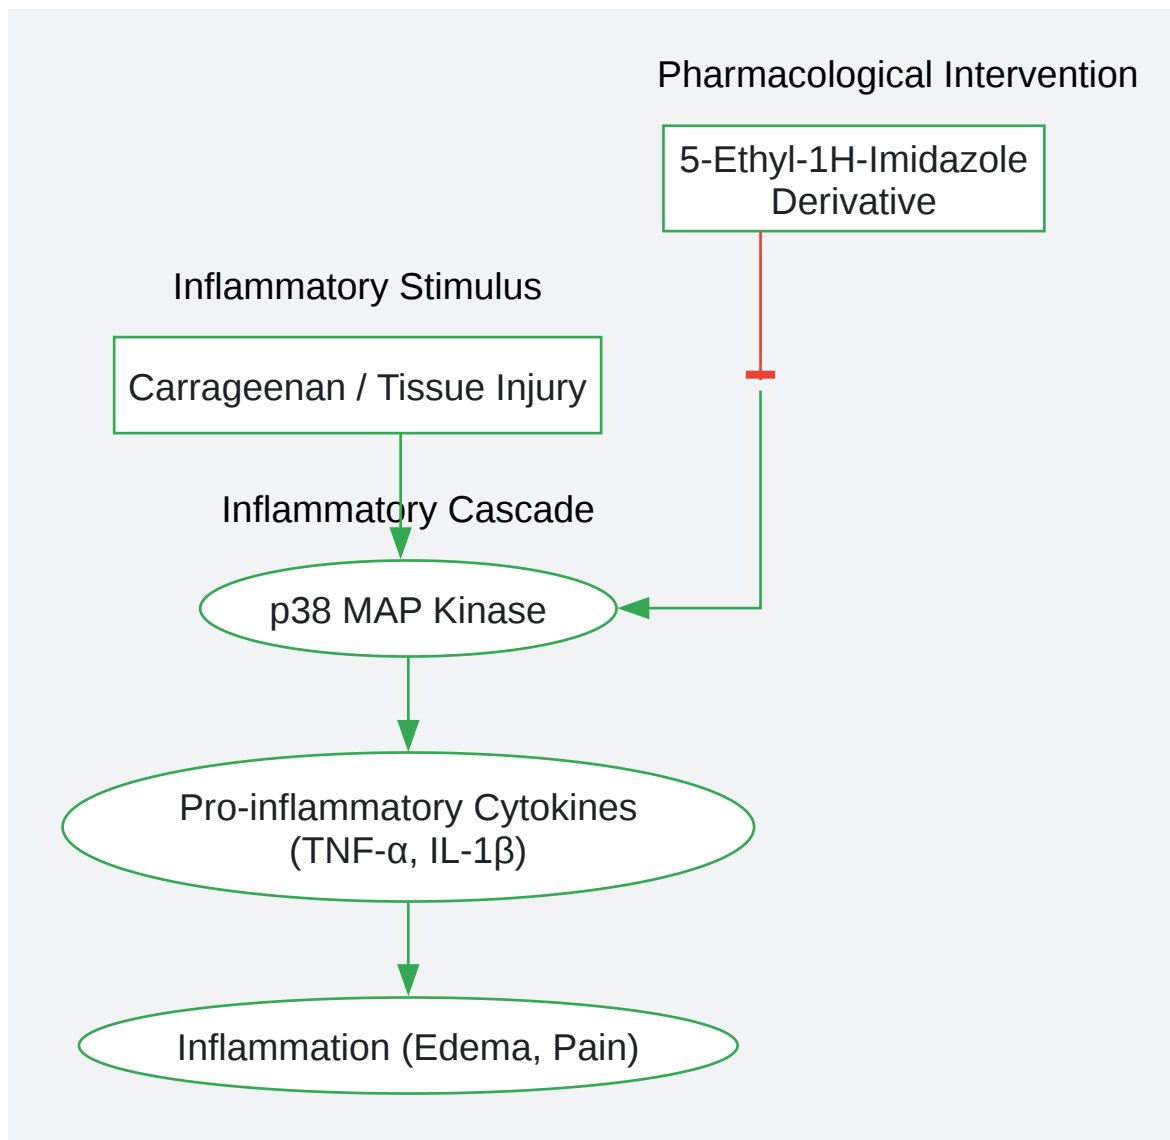 Pharmacological Intervention
5-Ethyl-1H-Imidazole
Derivative
Inflammatory Stimulus
Carrageenan / Tissue Injury
Inflammatory Cascade
p38 MAP Kinase
Pro-inflammatory Cytokines
(TNF-α, IL-1β)
Inflammation (Edema, Pain)